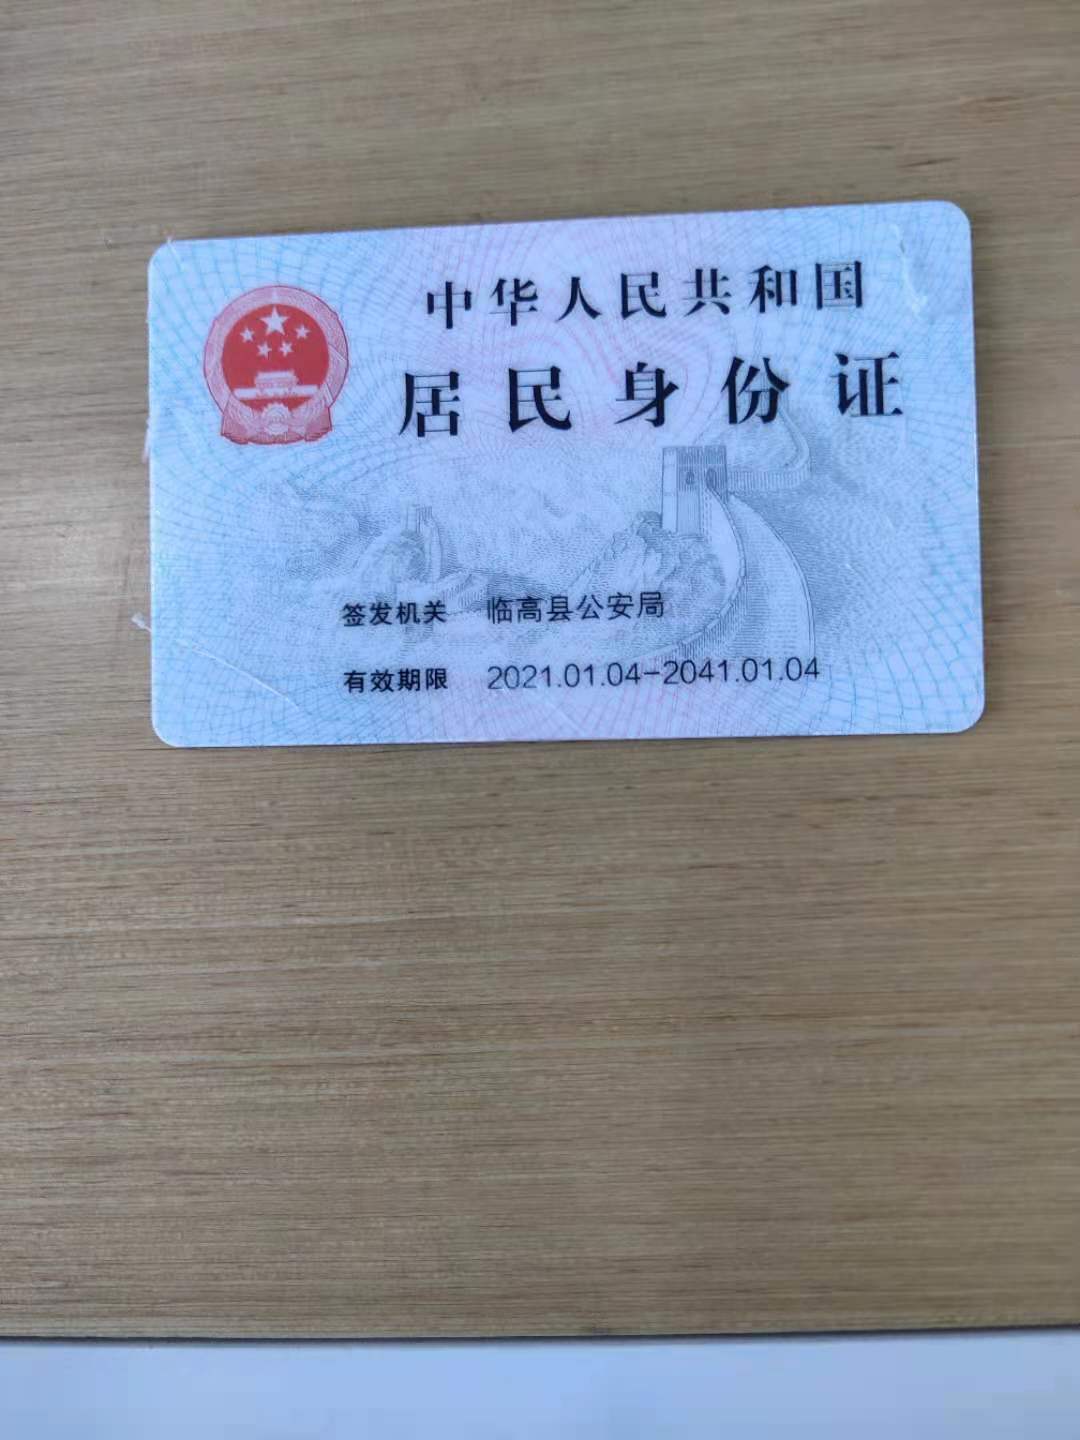 中华人民共和国
居民身份证
签发机关 临高县公安局
有效期限 2021.01.04-2041.01.04